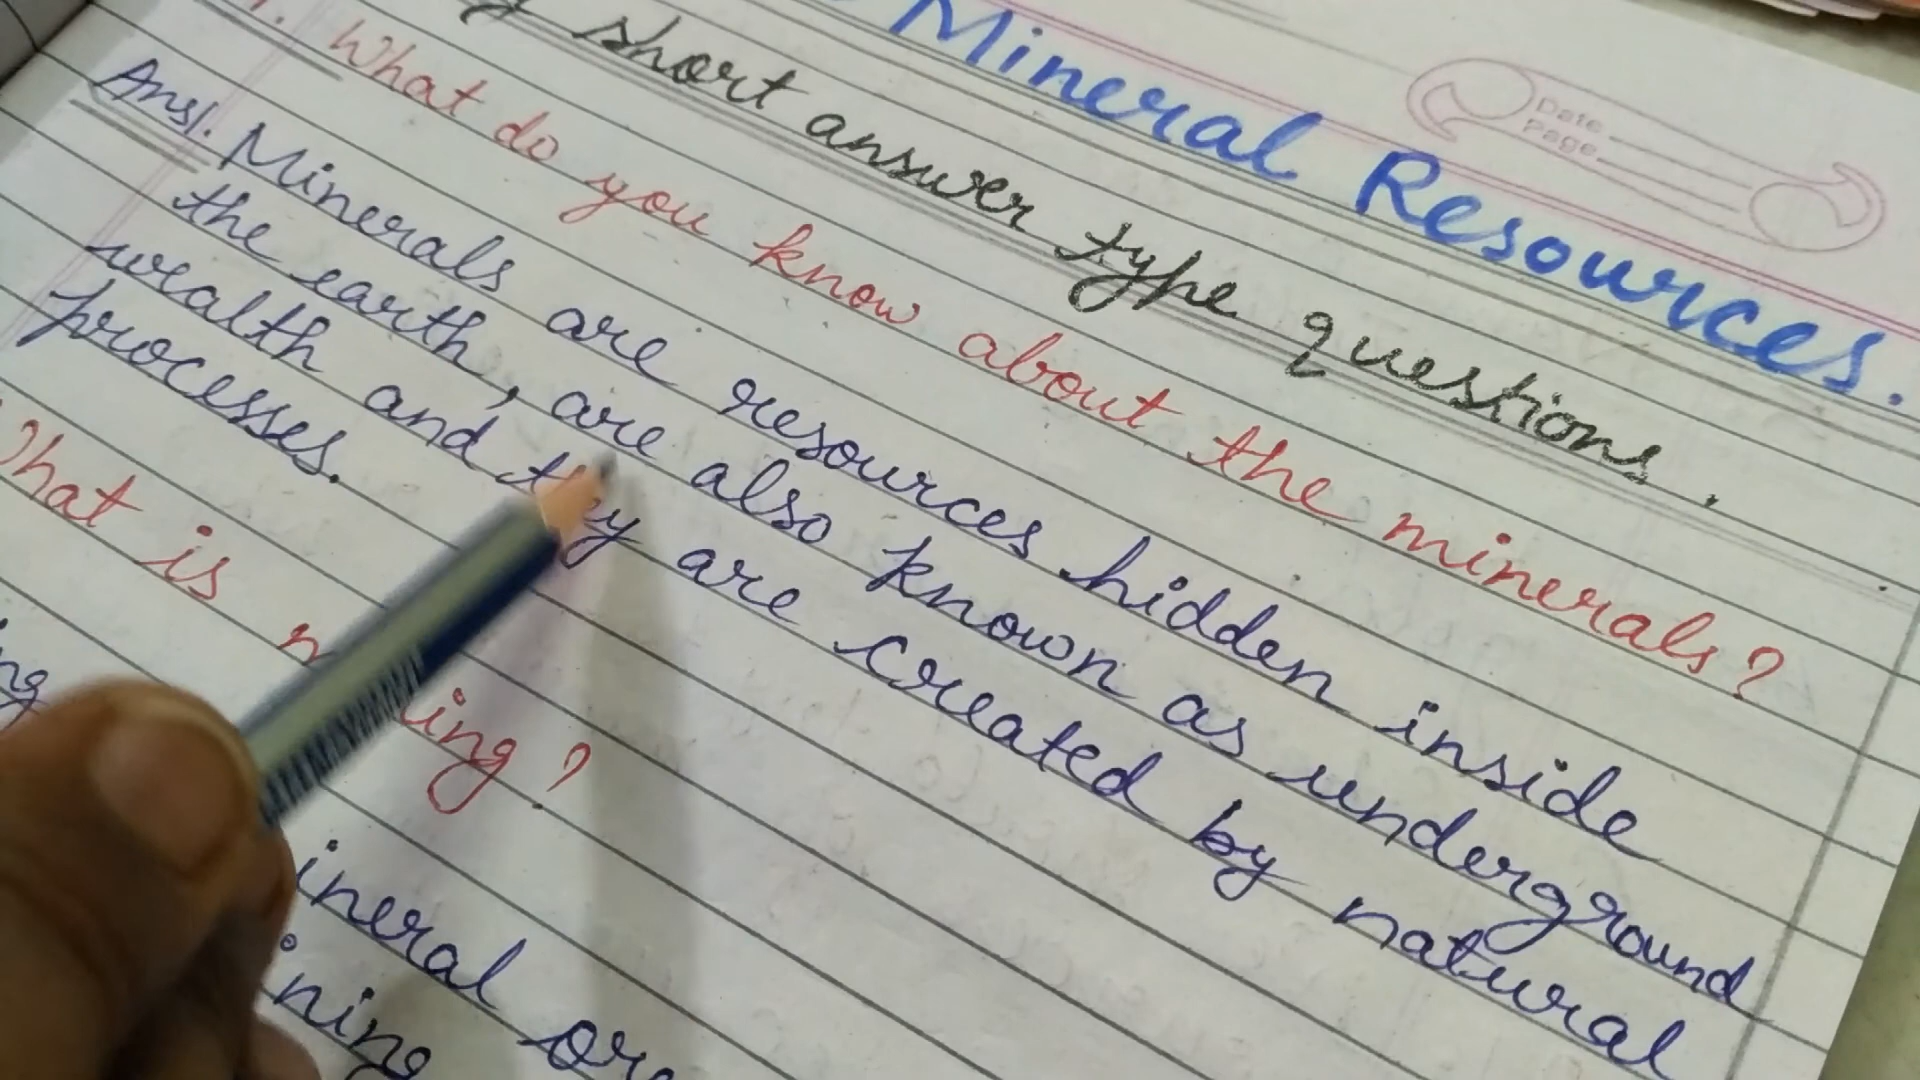 Mineral Resources.
short answer type questions.
Date
Page
1. What do you know about the minerals?
Ans1. Minerals are resources hidden inside
the earth, are also known as underground
wealth and they are created by natural
processes.
What is ing?
ineral